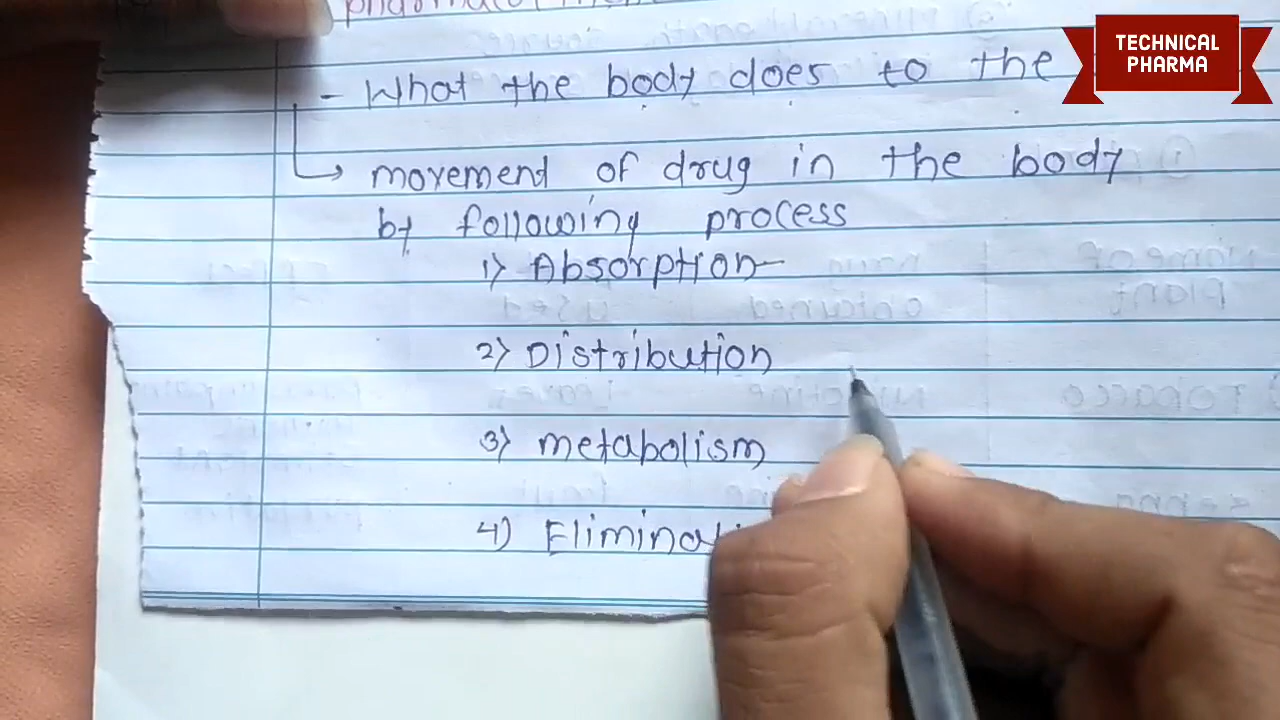 - What the body does to the
movement of drug in the body
by following process
1) Absorption-
2) Distribution
3) metabolism
4) Eliminati
TECHNICAL
PHARMA